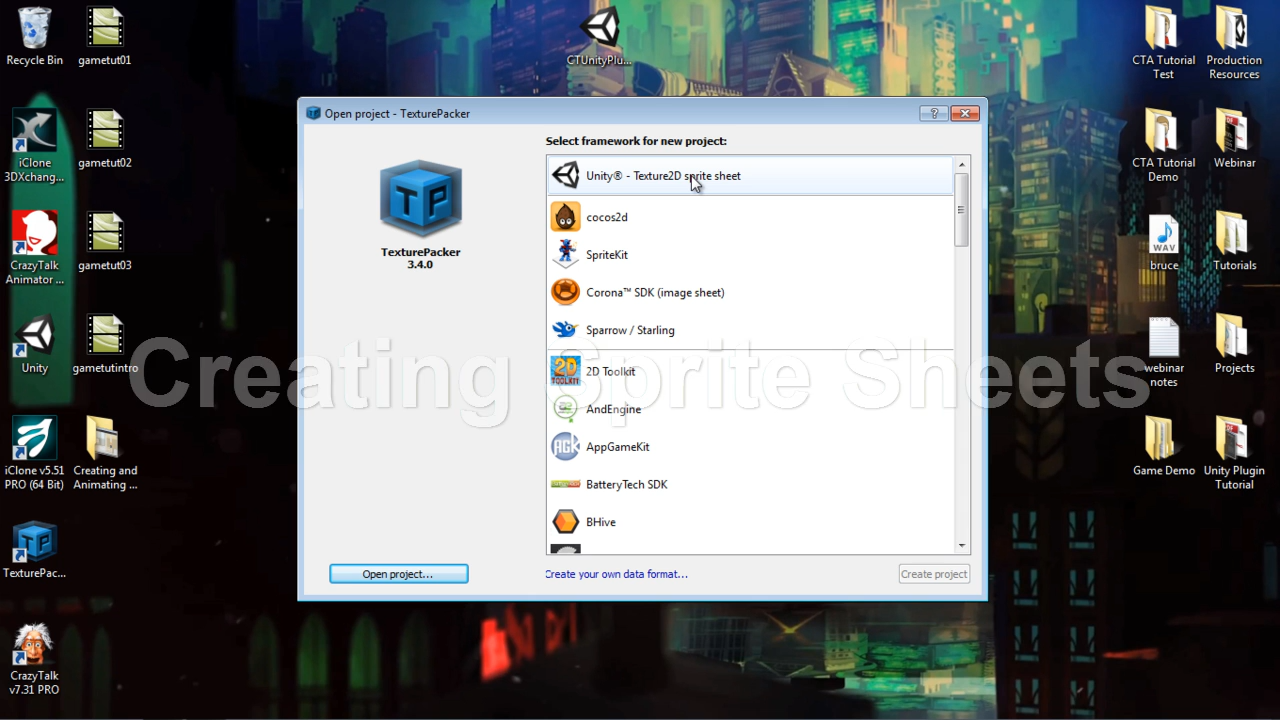 Recycle Bin
gametut01
iClone
3DXchang...
gametut02
CrazyTalk
Animator ...
gametut03
Unity
gametutintro
iClone v5.51
PRO (64 Bit)
Creating and
Animating ...
TexturePac...
CrazyTalk
v7.31 PRO
CTUnityPlu...
Open project - TexturePacker
?
TP
TexturePacker
3.4.0
Open project...
Select framework for new project:
Unity® - Texture2D sprite sheet
cocos2d
SpriteKit
Corona™ SDK (image sheet)
Sparrow / Starling
2D Toolkit
AndEngine
AppGameKit
BatteryTech SDK
BHive
Create your own data format...
Create project
Creating Sprite Sheets
CTA Tutorial
Test
Production
Resources
CTA Tutorial
Demo
Webinar
WAV
bruce
Tutorials
webinar
notes
Projects
Game Demo
Unity Plugin
Tutorial